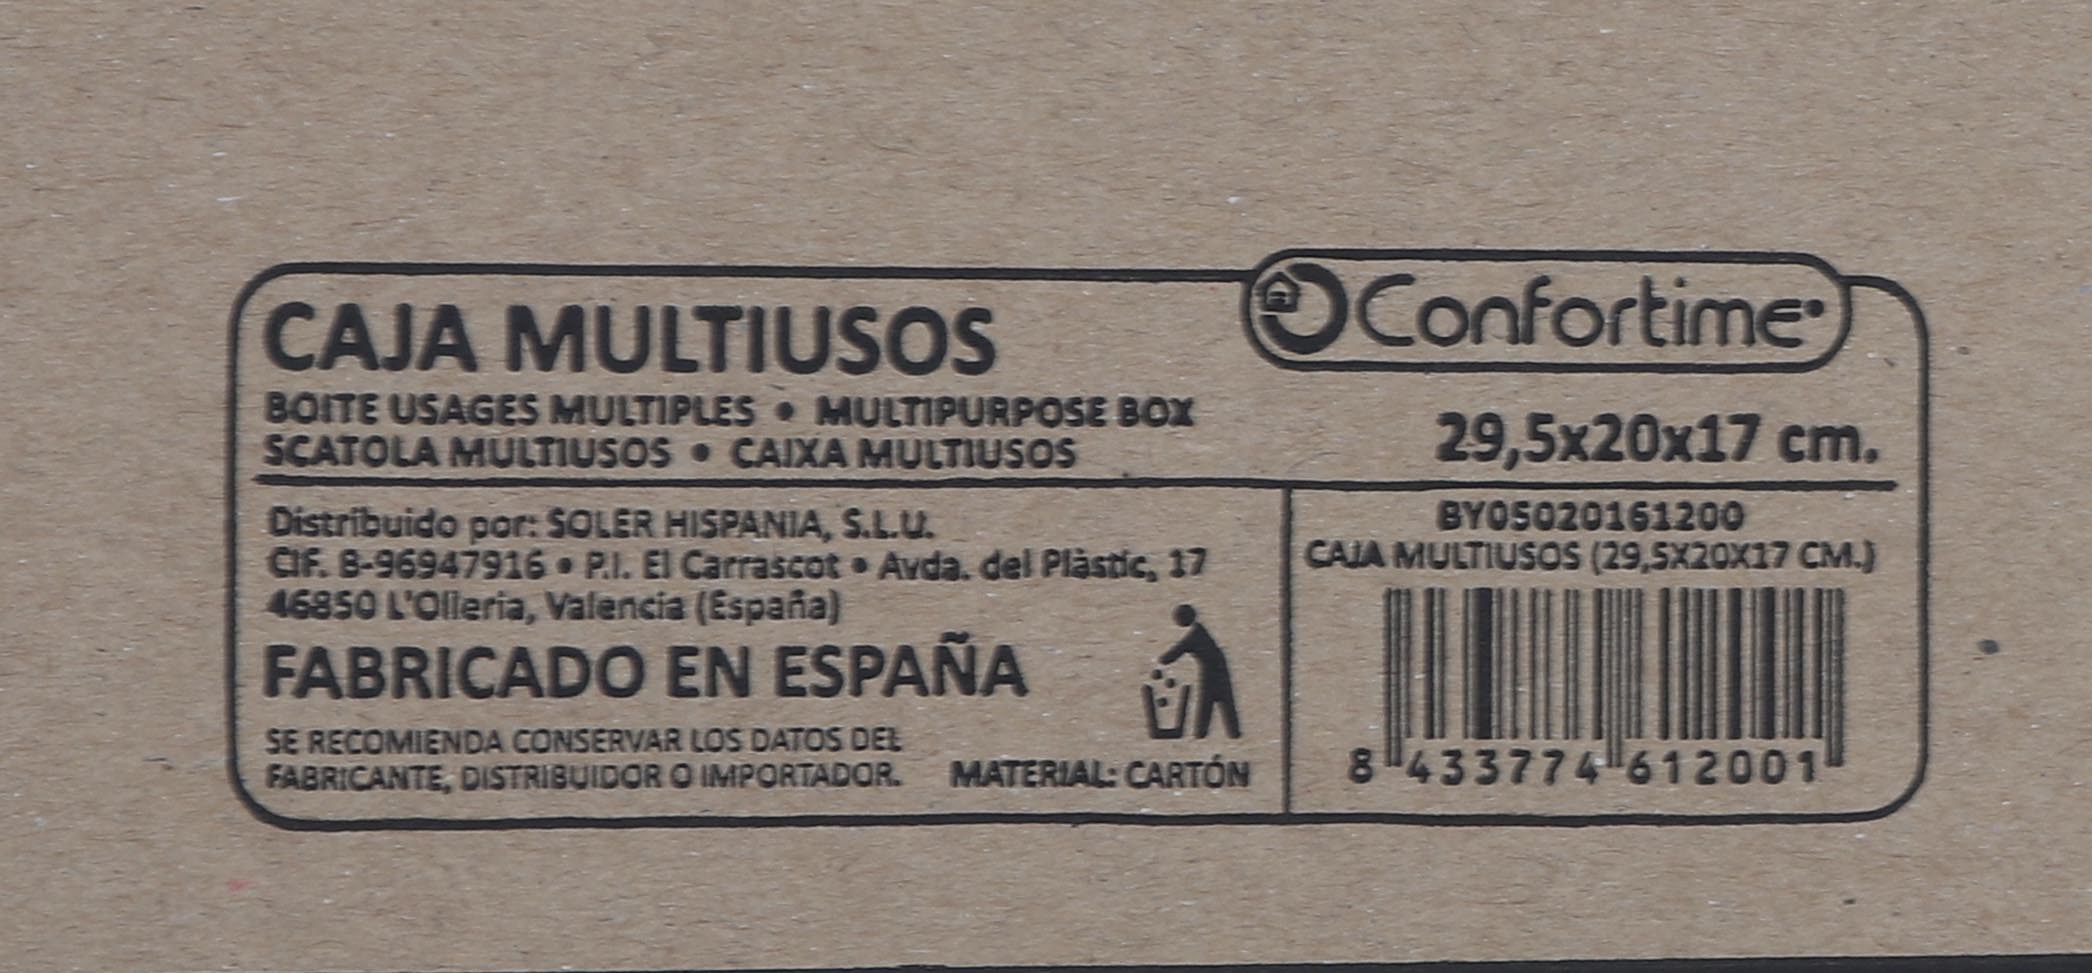 Confortime
CAJA MULTIUSOS
BOITE USAGES MULTIPLES • MULTIPURPOSE BOX
SCATOLA MULTIUSOS • CAIXA MULTIUSOS
29,5x20x17 cm.
Distribuido por: SOLER HISPANIA, S.L.U.
CIF. B-96947916 • P.I. El Carrascot • Avda. del Plàstic, 17
46850 L'Olleria, Valencia (España)
FABRICADO EN ESPAÑA
SE RECOMIENDA CONSERVAR LOS DATOS DEL
FABRICANTE, DISTRIBUIDOR O IMPORTADOR.
MATERIAL: CARTÓN
BY05020161200
CAJA MULTIUSOS (29,5X20X17 CM.)
8 433774 612001